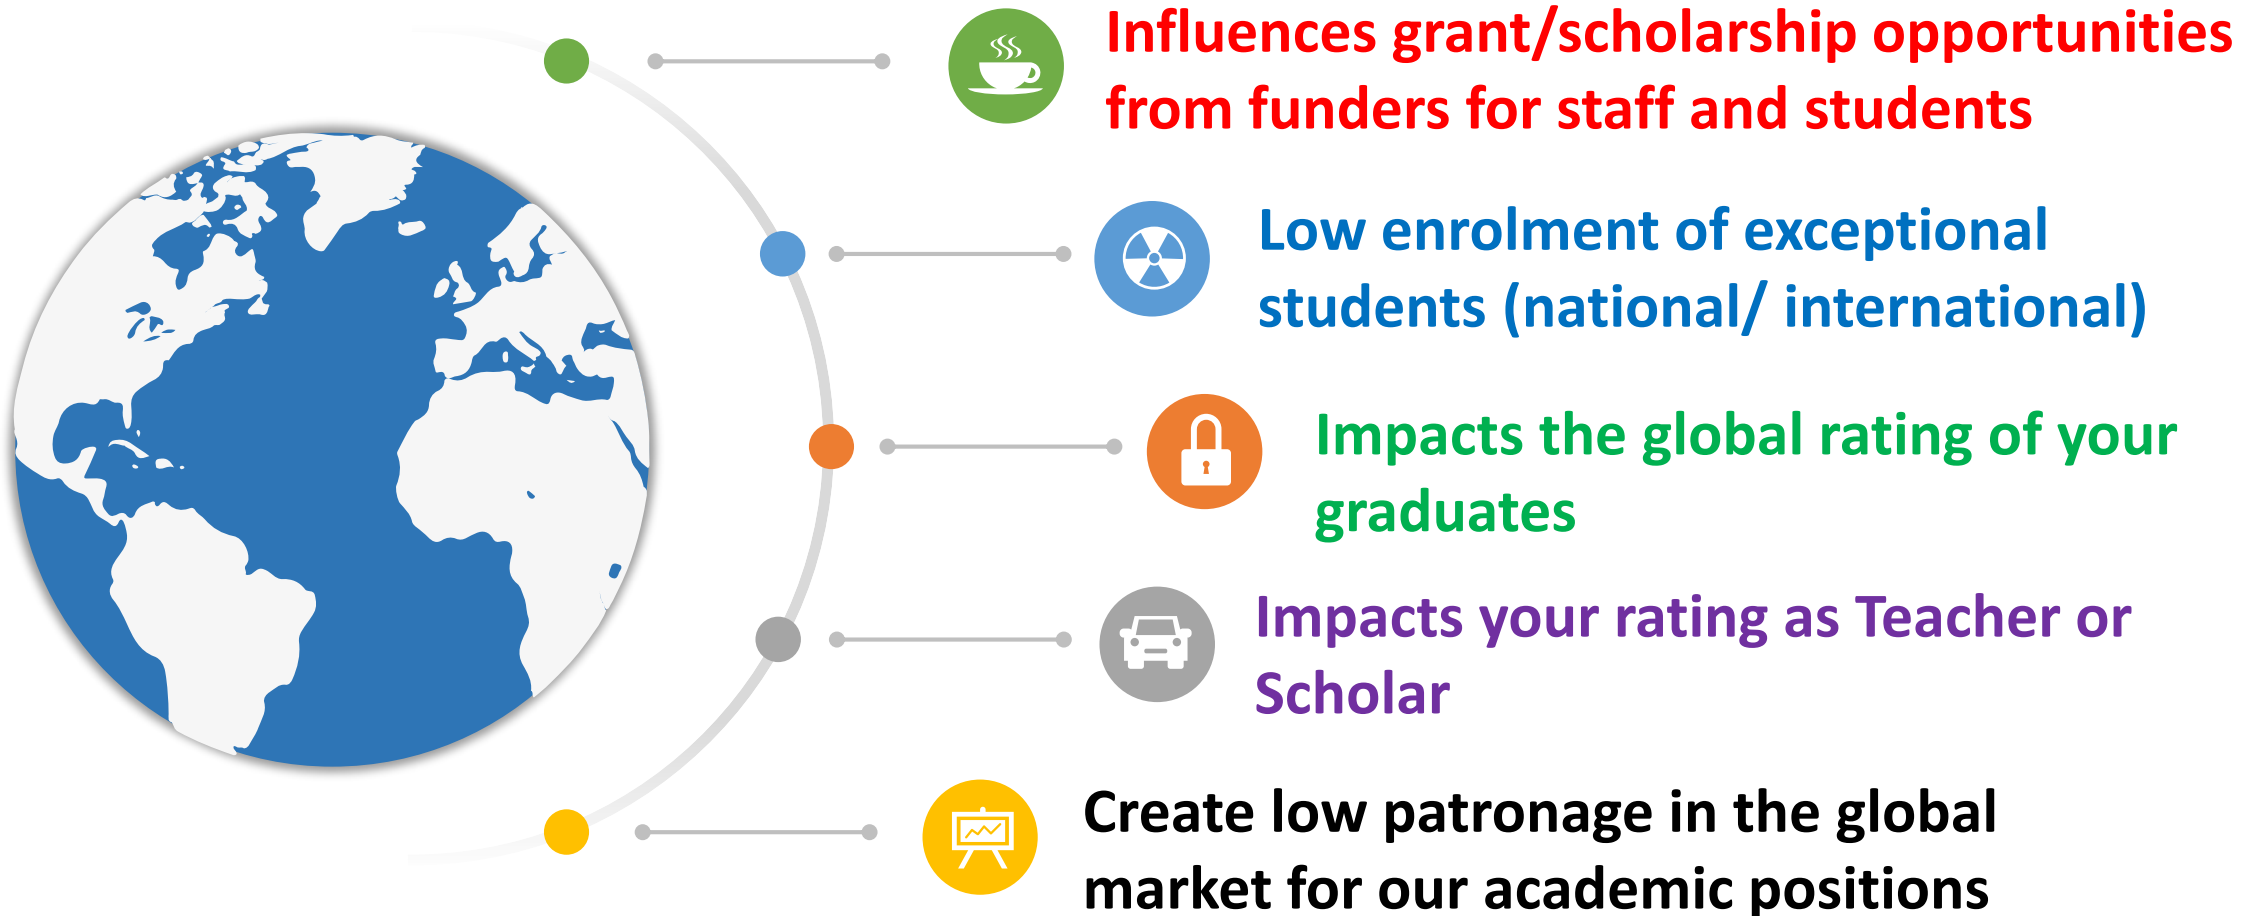 Influences grant/scholarship opportunities
from funders for staff and students
Low enrolment of exceptional
students (national/ international)
Impacts the global rating of your
graduates
Impacts your rating as Teacher or
Scholar
Create low patronage in the global
market for our academic positions